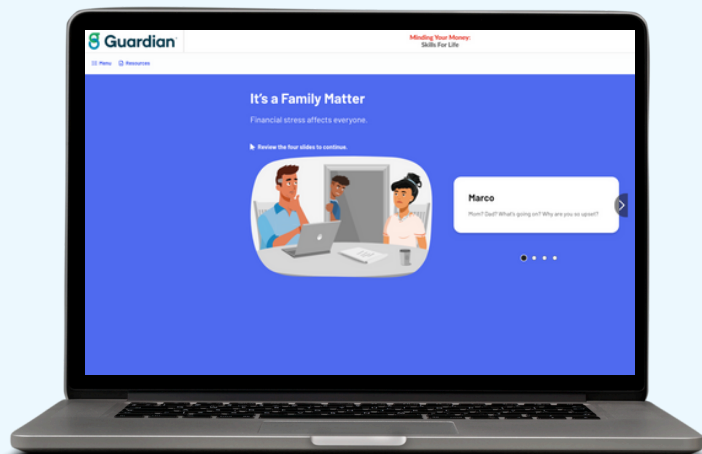 Guardian
Minding Your Money:
Skills For Life
Menu
Resources
It's a Family Matter
Financial stress affects everyone.
Review the four slides to continue.
Marco
Mom? Dad? What's going on? Why are you so upset?